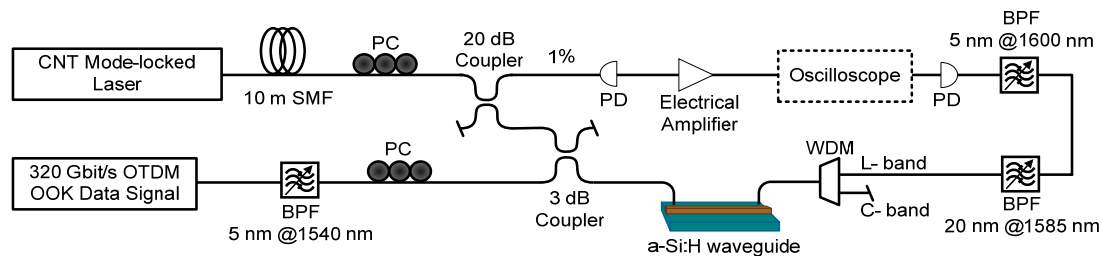 CNT Mode-locked
Laser
10 m SMF
PC
20 dB
Coupler
1%
PD
Electrical
Amplifier
Oscilloscope
PD
BPF
5 nm @1600 nm
320 Gbit/s OTDM
OOK Data Signal
BPF
5 nm @1540 nm
PC
3 dB
Coupler
a-Si:H waveguide
WDM
L- band
C- band
BPF
20 nm @1585 nm